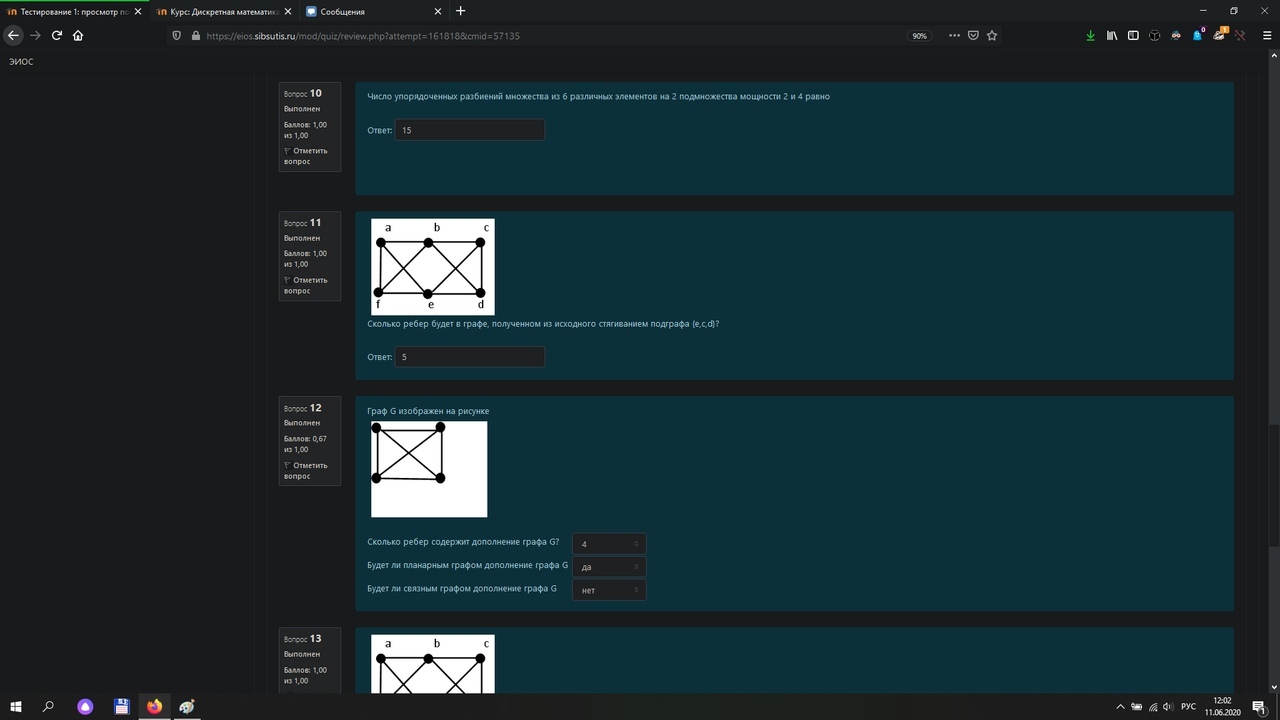 Тестирование 1: просмотр по
Курс: Дискретная математика
Сообщения
https://eios.sibsutis.ru/mod/quiz/review.php?attempt=161818&cmid=57135
90%
0
ЭИОС
Вопрос 10
Выполнен
Баллов: 1,00
из 1,00
Отметить
вопрос
Число упорядоченных разбиений множества из 6 различных элементов на 2 подмножества мощности 2 и 4 равно
Ответ: 15
Вопрос 11
Выполнен
Баллов: 1,00
из 1,00
Отметить
вопрос
a b c
f e d
Сколько ребер будет в графе, полученном из исходного стягиванием подграфа {e,c,d}?
Ответ: 5
Вопрос 12
Выполнен
Баллов: 0,67
из 1,00
Отметить
вопрос
Граф G изображен на рисунке
Сколько ребер содержит дополнение графа G? 4
Будет ли планарным графом дополнение графа G да
Будет ли связным графом дополнение графа G нет
Вопрос 13
Выполнен
Баллов: 1,00
из 1,00
Отметить
a b c
РУС
12:02
11.06.2020